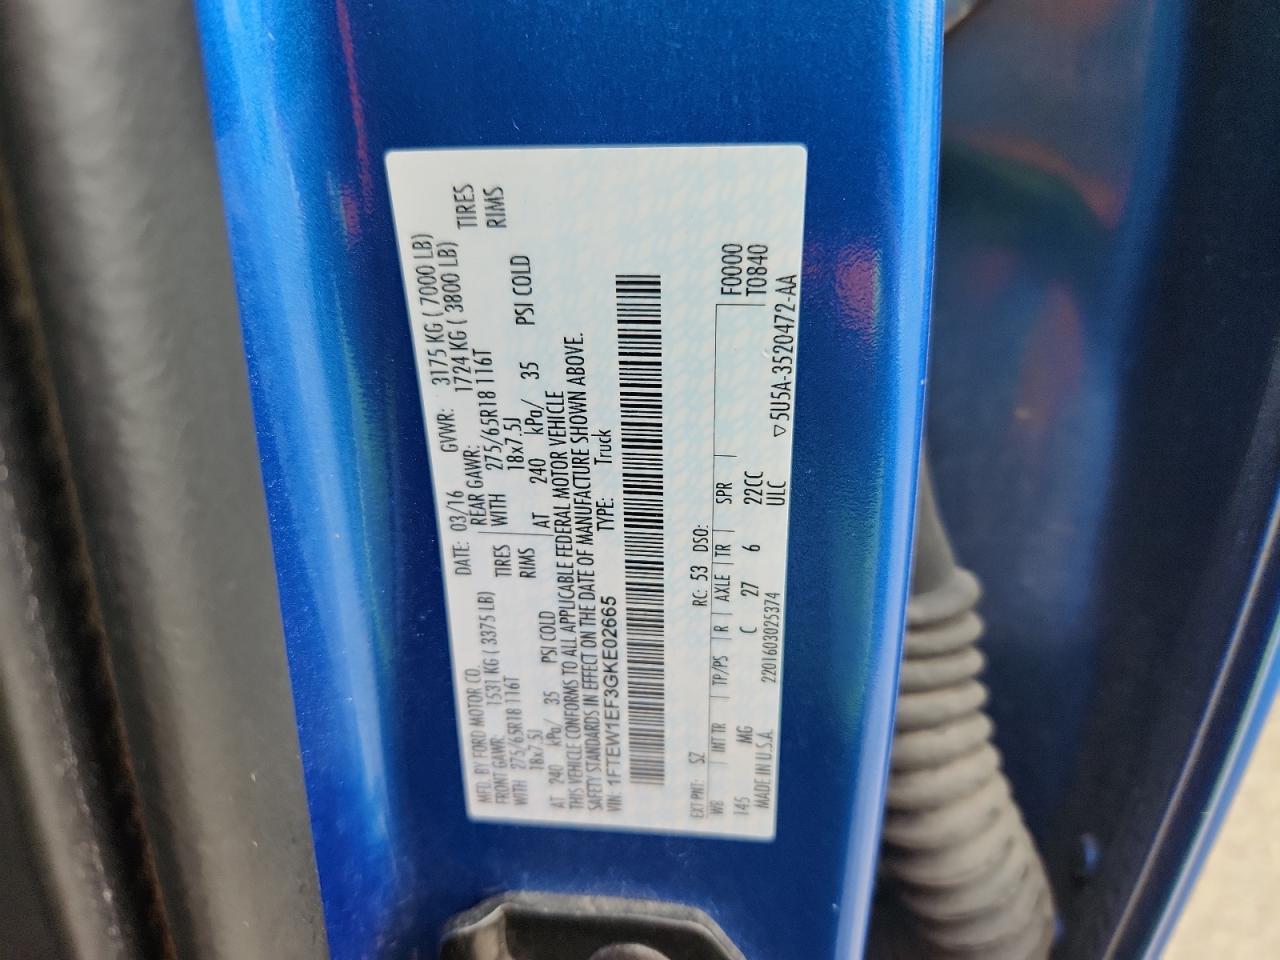 MFD. BY FORD MOTOR CO. DATE: 03/16 GVWR: 3175 KG ( 7000 LB)
FRONT GAWR: 1531 KG ( 3375 LB) REAR GAWR: 1724 KG ( 3800 LB)
WITH 275/65R18 116T TIRES WITH 275/65R18 116T TIRES
18x7.5J RIMS 18x7.5J RIMS
AT 240 kPa/ 35 PSI COLD AT 240 kPa/ 35 PSI COLD
THIS VEHICLE CONFORMS TO ALL APPLICABLE FEDERAL MOTOR VEHICLE
SAFETY STANDARDS IN EFFECT ON THE DATE OF MANUFACTURE SHOWN ABOVE.
VIN: 1FTEW1EF3GKE02665 TYPE: Truck
EXT PNT: SZ RC: 53 DSO:
WB INT TR TP/PS R AXLE TR SPR F0000
145 MG C 27 6 22CC T0840
MADE IN U.S.A. 2201603025374 ULC ▽5U5A-3520472-AA